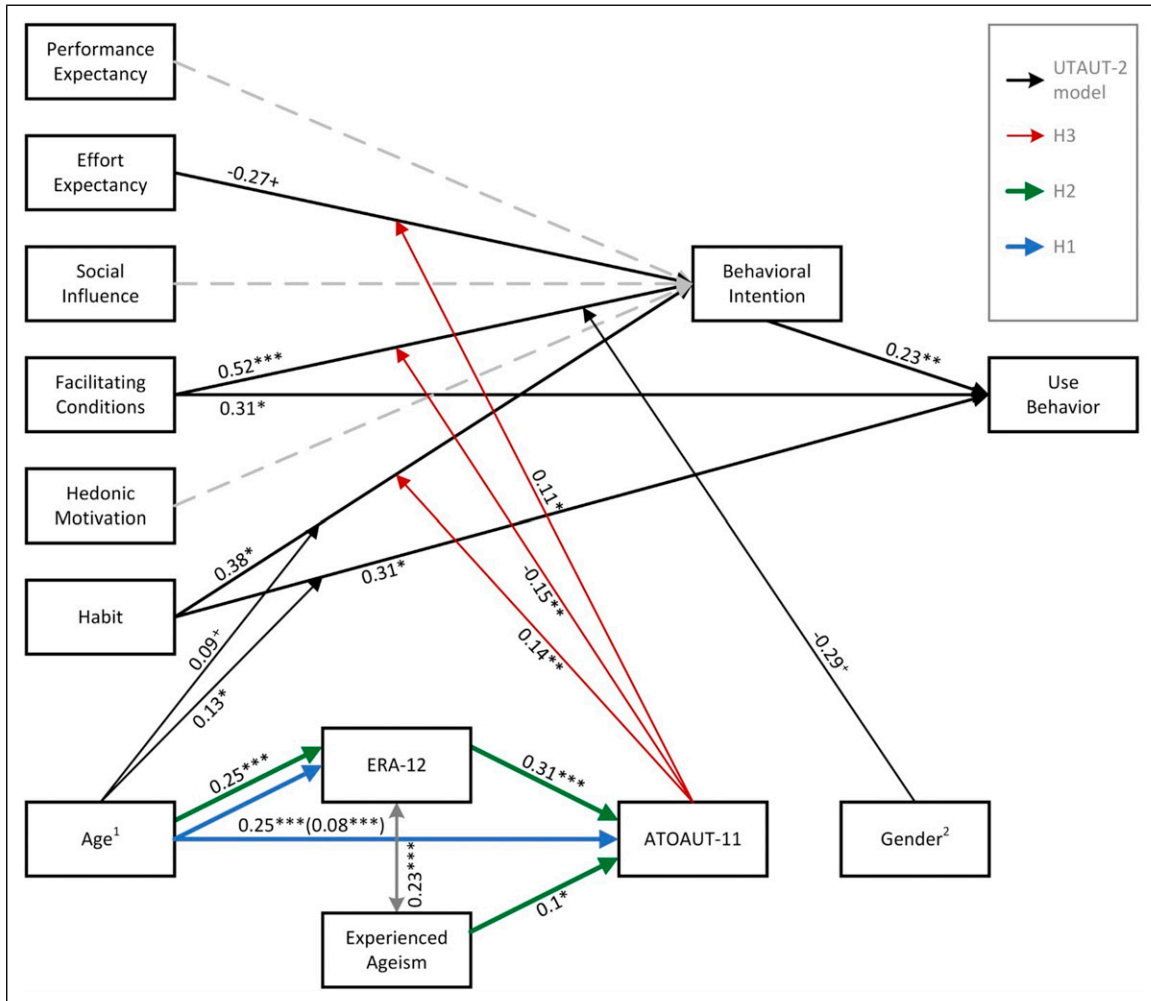 Performance
Expectancy
Effort
Expectancy
Social
Influence
Facilitating
Conditions
Hedonic
Motivation
Habit
Behavioral
Intention
Use
Behavior
UTAUT-2
model
H3
H2
H1
-0.27+
0.52***
0.31*
0.23**
0.38*
0.31*
0.11*
-0.15**
0.14**
-0.29⁺
0.09⁺
0.13*
ERA-12
0.25***
0.31***
Age¹
0.25***(0.08***)
ATOAUT-11
Gender²
0.23***
0.1*
Experienced
Ageism